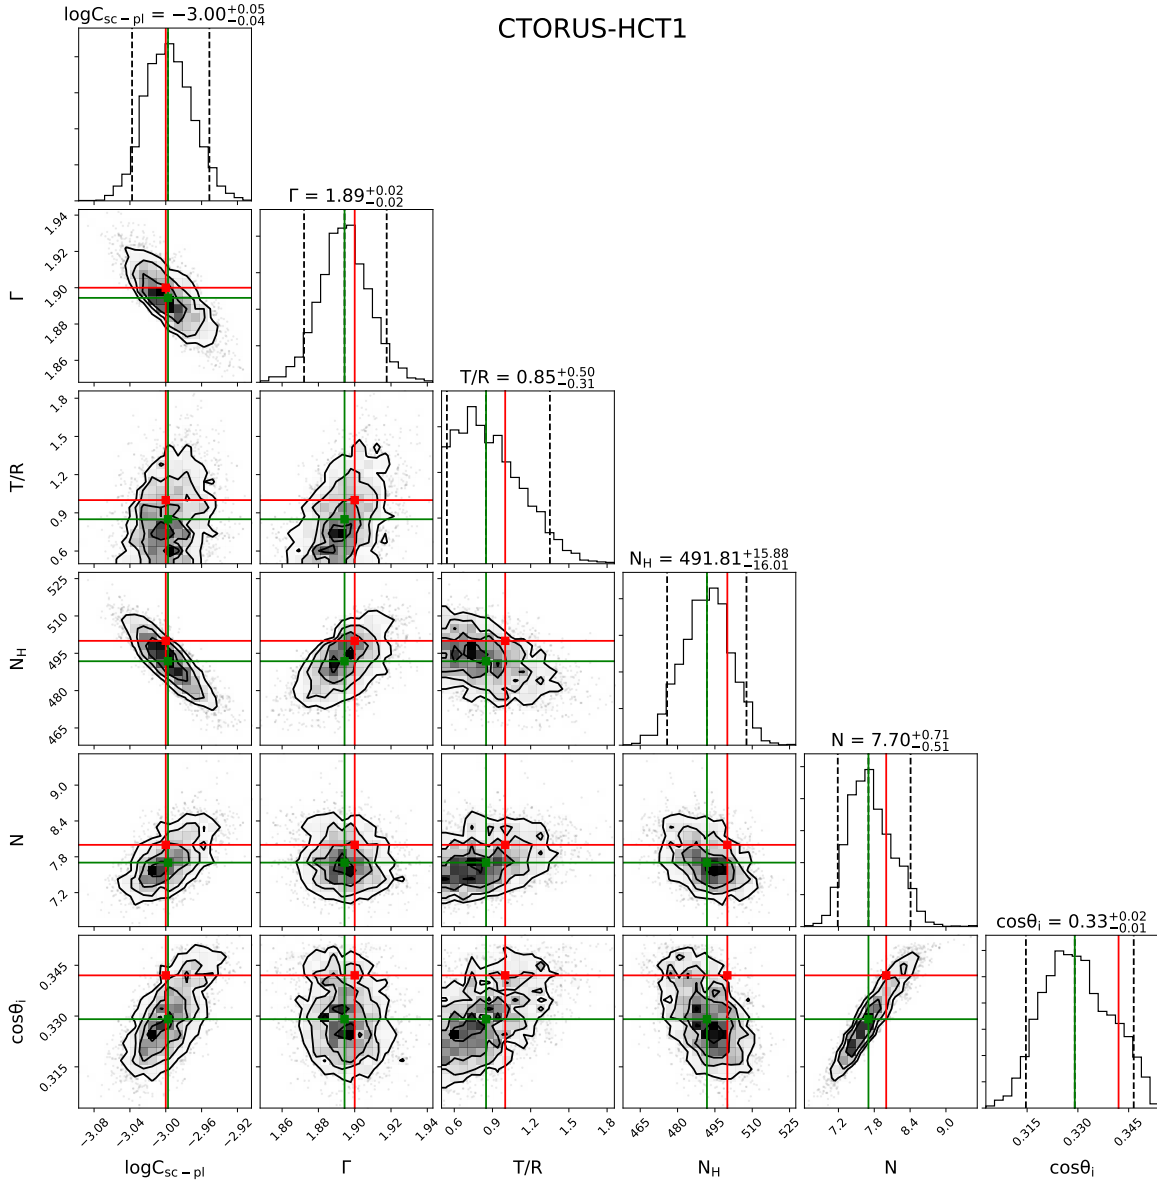 CTORUS-HCT1
logC_{sc-pl} = −3.00^{+0.05}_{−0.04}
Γ = 1.89^{+0.02}_{−0.02}
T/R = 0.85^{+0.50}_{−0.31}
N_H = 491.81^{+15.88}_{−16.01}
N = 7.70^{+0.71}_{−0.51}
cosθ_i = 0.33^{+0.02}_{−0.01}
Γ
1.94
1.92
1.90
1.88
1.86
T/R
1.8
1.5
1.2
0.9
0.6
N_H
525
510
495
480
465
N
9.0
8.4
7.8
7.2
cosθ_i
0.345
0.330
0.315
−3.08 −3.04 −3.00 −2.96 −2.92
1.86 1.88 1.90 1.92 1.94
0.6 0.9 1.2 1.5 1.8
465 480 495 510 525
7.2 7.8 8.4 9.0
0.315 0.330 0.345
logC_{sc-pl} Γ T/R N_H N cosθ_i